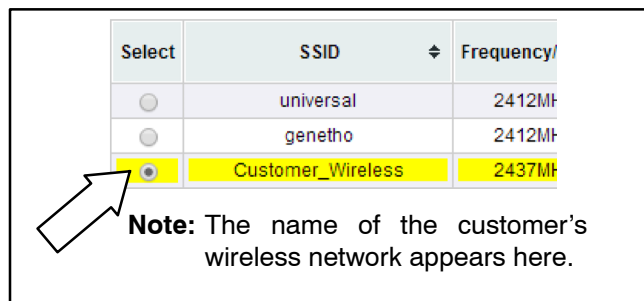 Select SSID Frequency/
universal 2412MH
genetho 2412MH
Customer_Wireless 2437MH
Note: The name of the customer's
wireless network appears here.